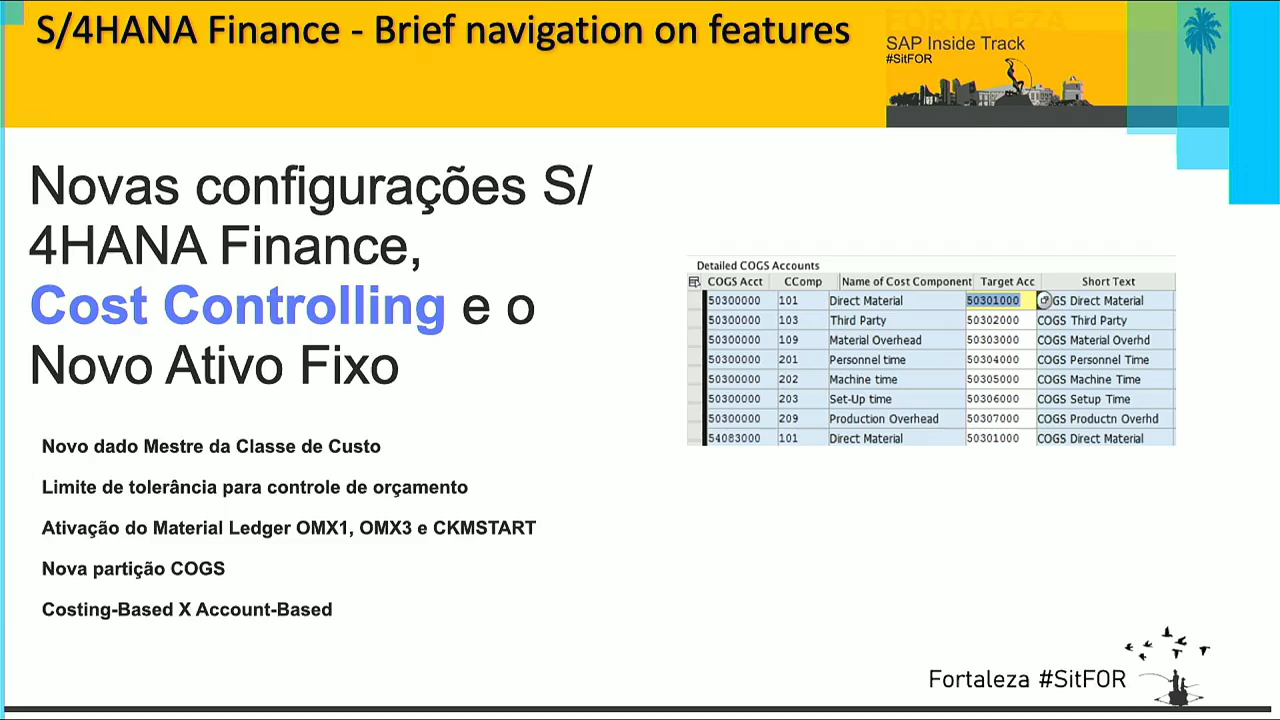 S/4HANA Finance - Brief navigation on features
FORTALEZA
SAP Inside Track
#SitFOR
Novas configurações S/
4HANA Finance,
Cost Controlling e o
Novo Ativo Fixo
Novo dado Mestre da Classe de Custo
Limite de tolerância para controle de orçamento
Ativação do Material Ledger OMX1, OMX3 e CKMSTART
Nova partição COGS
Costing-Based X Account-Based
Detailed COGS Accounts
COGS Acct CComp Name of Cost Component Target Acc Short Text
50300000 101 Direct Material 50301000 GS Direct Material
50300000 103 Third Party 50302000 COGS Third Party
50300000 109 Material Overhead 50303000 COGS Material Overhd
50300000 201 Personnel time 50304000 COGS Personnel Time
50300000 202 Machine time 50305000 COGS Machine Time
50300000 203 Set-Up time 50306000 COGS Setup Time
50300000 209 Production Overhead 50307000 COGS Productn Overhd
54083000 101 Direct Material 50301000 COGS Direct Material
Fortaleza #SitFOR